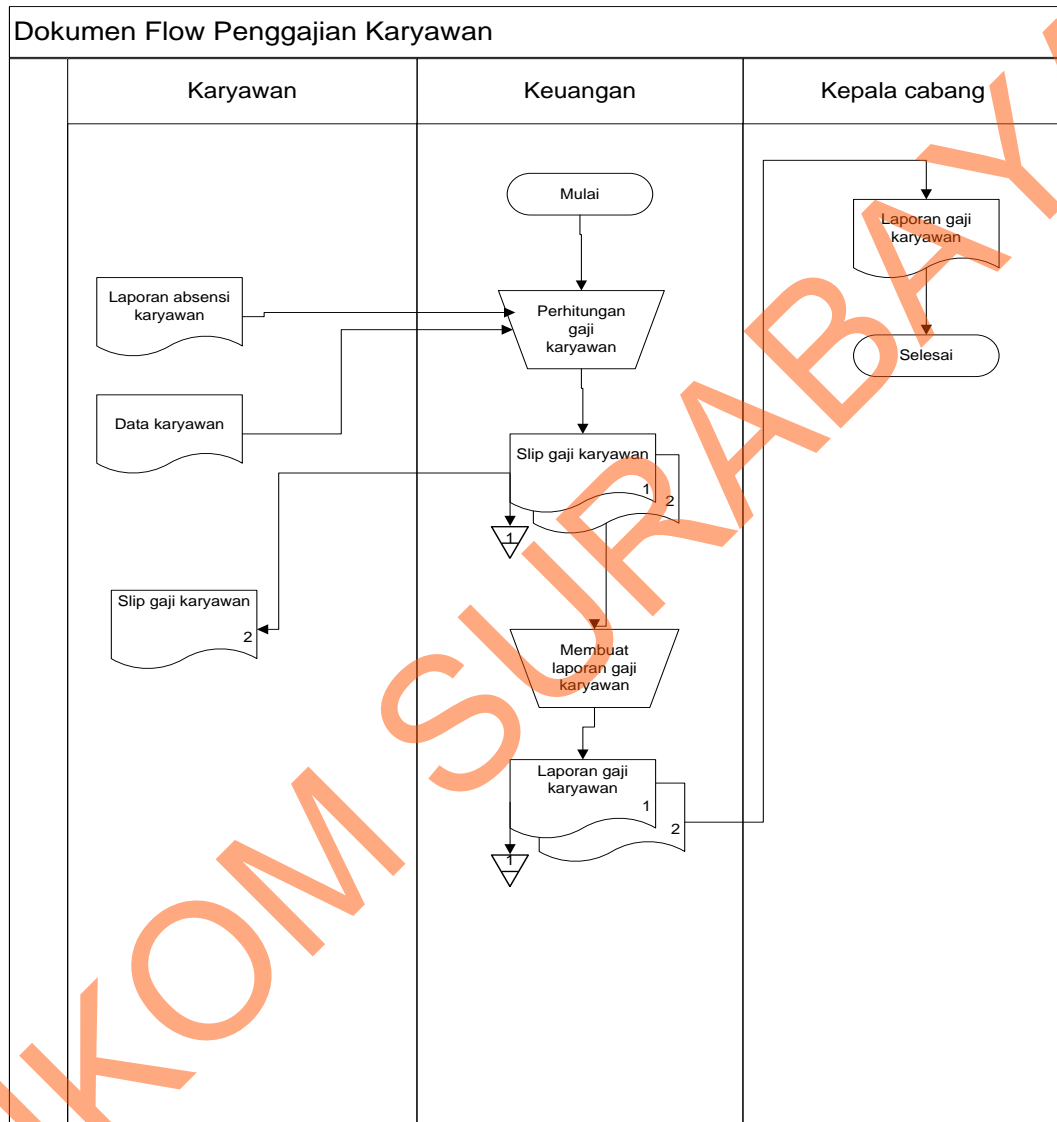 Dokumen Flow Penggajian Karyawan
Karyawan
Keuangan
Kepala cabang
Mulai
Laporan gaji
karyawan
Laporan absensi
karyawan
Perhitungan
gaji
karyawan
Selesai
Data karyawan
Slip gaji karyawan
1
2
1
Slip gaji karyawan
2
Membuat
laporan gaji
karyawan
Laporan gaji
karyawan
1
2
1
IKOM SURABAYA